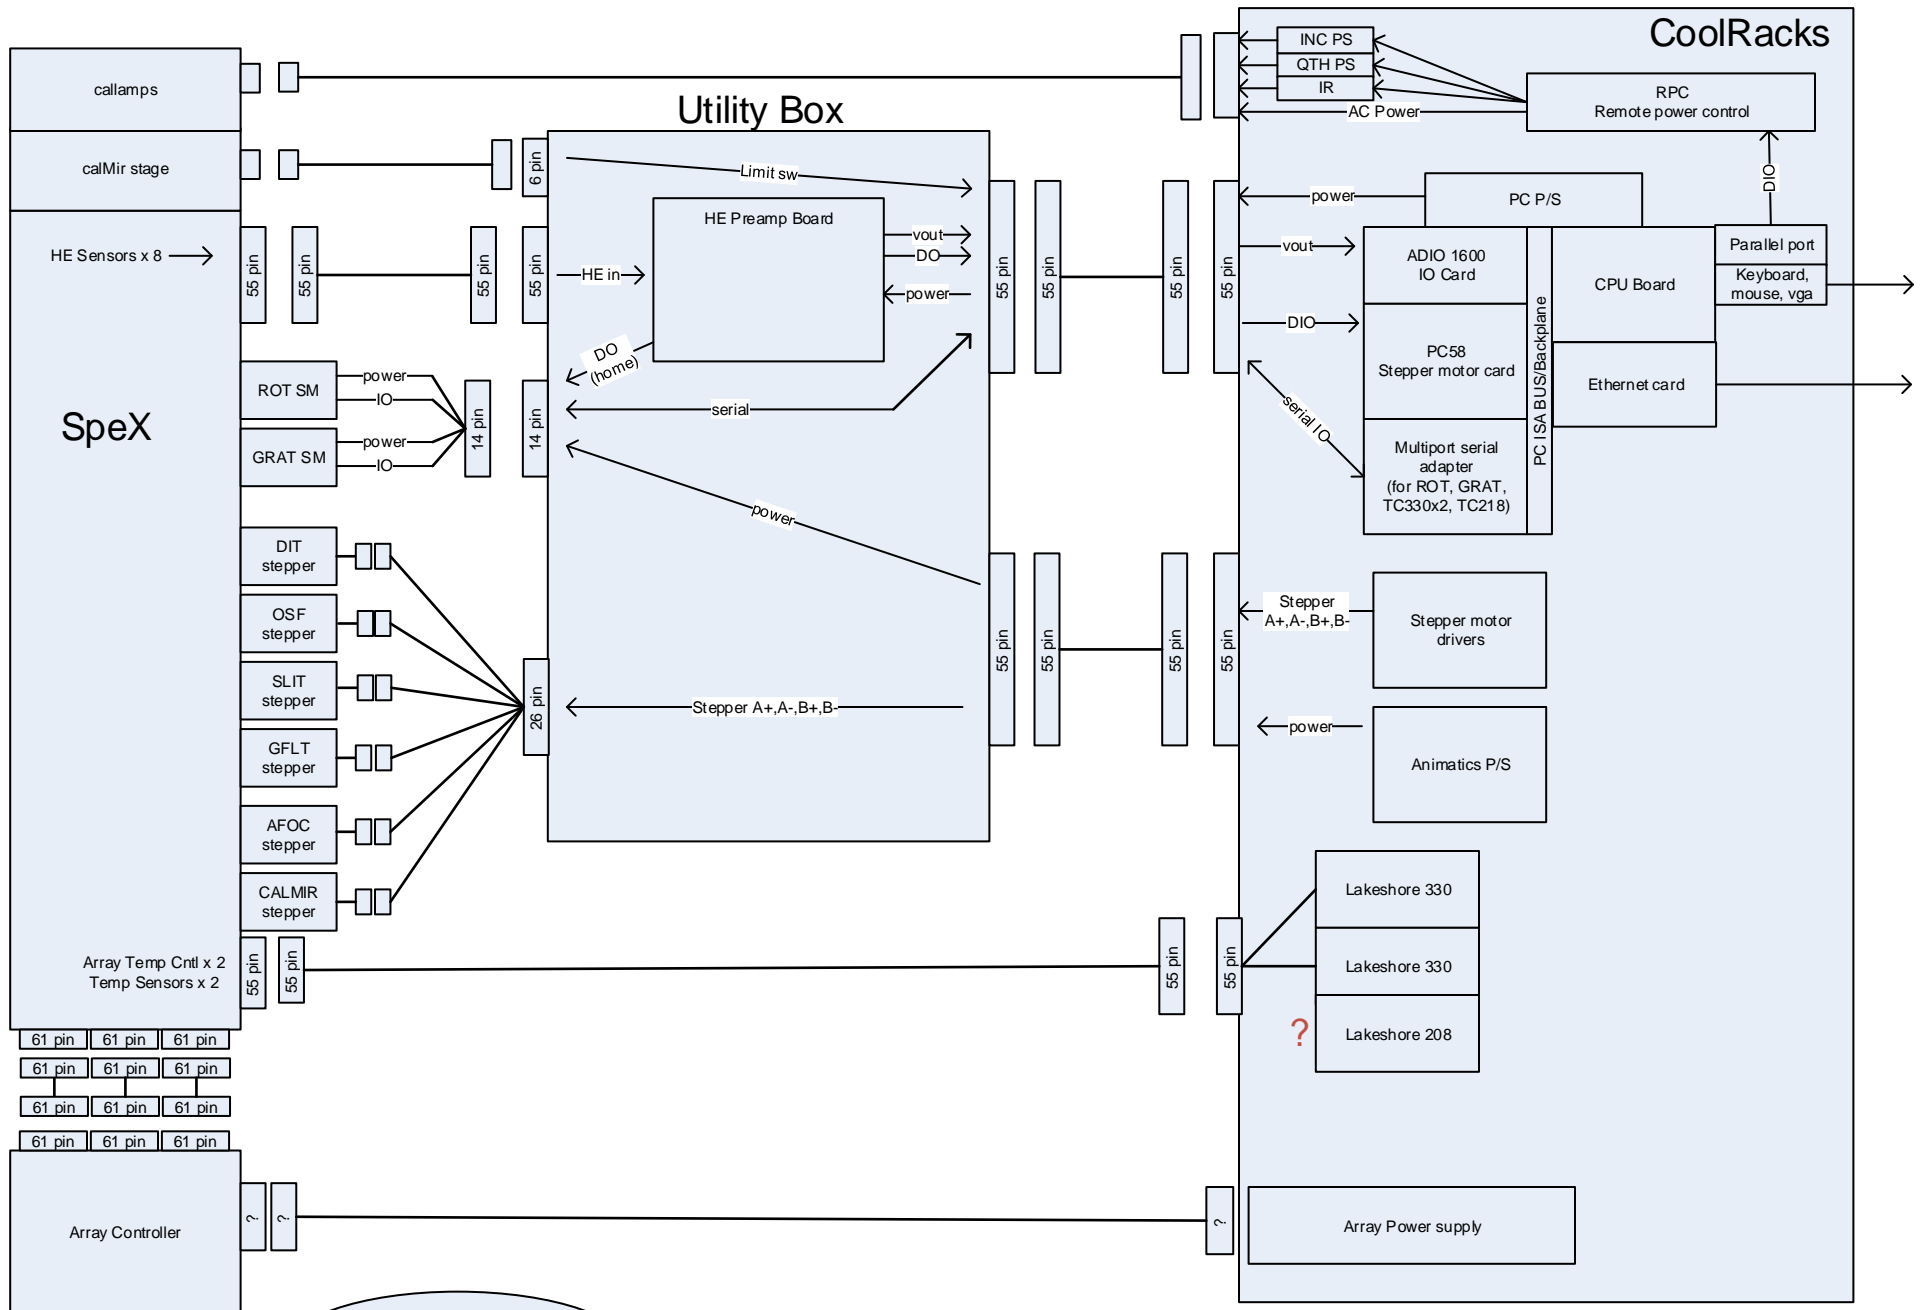 CoolRacks
INC PS
QTH PS
IR
AC Power
RPC
Remote power control
DIO
callamps
calMir stage
Utility Box
6 pin
Limit sw
HE Preamp Board
vout
DO
power
HE in
DO
(home)
serial
power
Stepper A+,A-,B+,B-
HE Sensors x 8
55 pin
55 pin
55 pin
55 pin
55 pin
55 pin
55 pin
55 pin
SpeX
ROT SM
power
IO
GRAT SM
power
IO
14 pin
14 pin
DIT
stepper
OSF
stepper
SLIT
stepper
GFLT
stepper
AFOC
stepper
CALMIR
stepper
26 pin
55 pin
55 pin
55 pin
55 pin
power
PC P/S
vout
ADIO 1600
IO Card
DIO
PC58
Stepper motor card
serial IO
Multiport serial
adapter
(for ROT, GRAT,
TC330x2, TC218)
PC ISA BUS/Backplane
CPU Board
Parallel port
Keyboard,
mouse, vga
Ethernet card
Stepper
A+,A-,B+,B-
Stepper motor
drivers
power
Animatics P/S
Array Temp Cntl x 2
Temp Sensors x 2
55 pin
55 pin
55 pin
55 pin
Lakeshore 330
Lakeshore 330
?
Lakeshore 208
61 pin
61 pin
61 pin
61 pin
61 pin
61 pin
61 pin
61 pin
61 pin
61 pin
61 pin
61 pin
Array Controller
?
?
?
Array Power supply